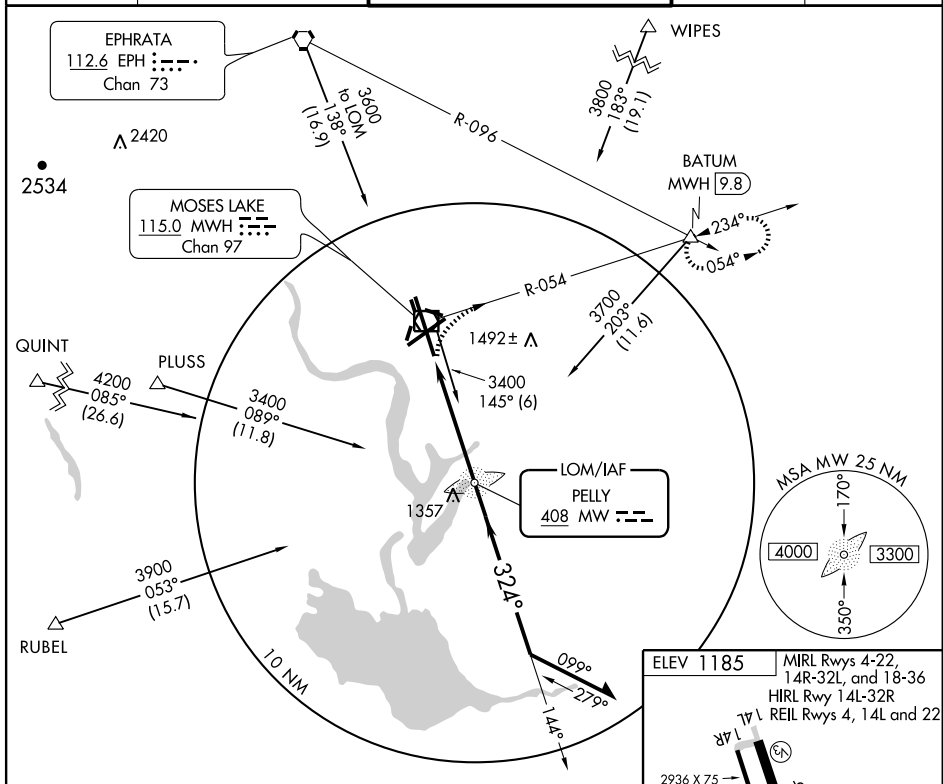 EPHRATA
112.6 EPH
Chan 73
WIPES
3600
to LOM
138°
(16.9)
3800
183°
(19.1)
2420
2534
R-096
BATUM
MWH 9.8
MOSES LAKE
115.0 MWH
Chan 97
234°
054°
R-054
3700
203°
(11.6)
1492±
QUINT
4200
085°
(26.6)
PLUSS
3400
089°
(11.8)
3400
145° (6)
LOM/IAF
PELLY
408 MW
1357
MSA MW 25 NM
170°
4000
3300
350°
3900
053°
(15.7)
RUBEL
324°
10 NM
099°
279°
144°
ELEV 1185
MIRL Rwys 4-22,
14R-32L, and 18-36
HIRL Rwy 14L-32R
REIL Rwys 4, 14L and 22
14L
14R
V3
2936 X 75